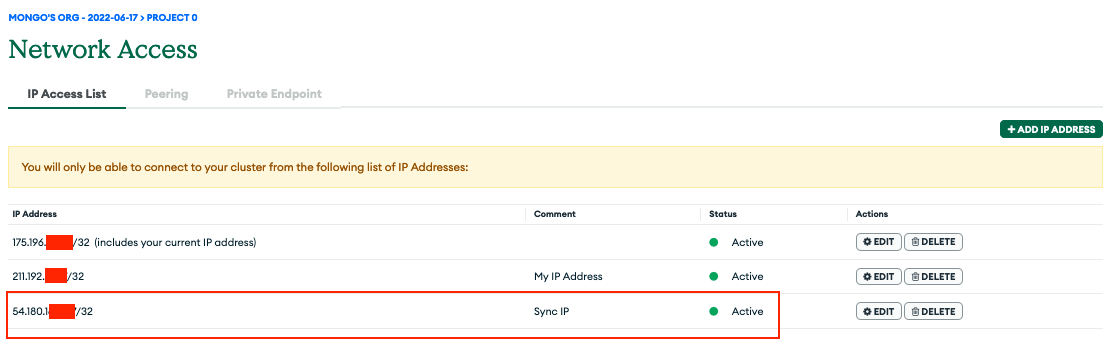 MONGO'S ORG - 2022-06-17 > PROJECT 0
Network Access
IP Access List Peering Private Endpoint
+ ADD IP ADDRESS
You will only be able to connect to your cluster from the following list of IP Addresses:
IP Address Comment Status Actions
175.196. /32 (includes your current IP address) Active EDIT DELETE
211.192. /32 My IP Address Active EDIT DELETE
54.180.1 /32 Sync IP Active EDIT DELETE